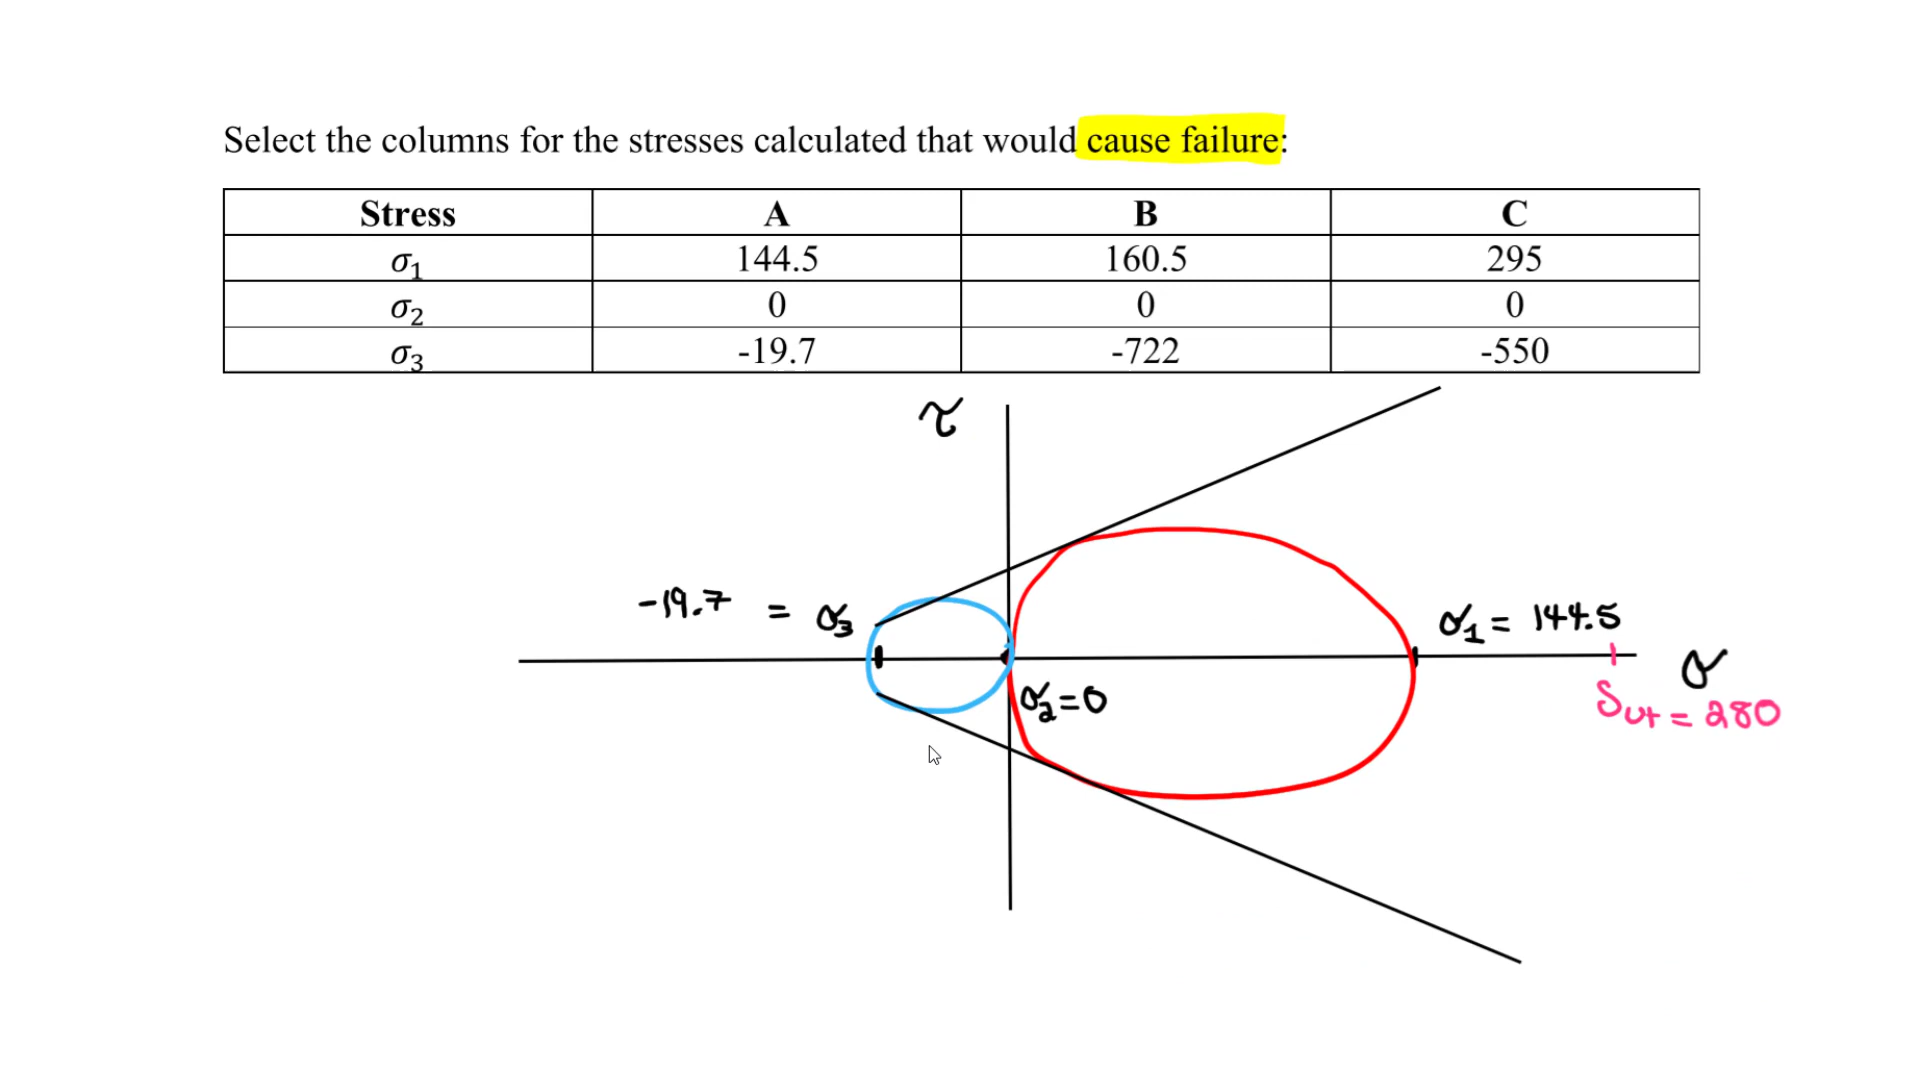 Select the columns for the stresses calculated that would cause failure:
Stress A B C
σ₁ 144.5 160.5 295
σ₂ 0 0 0
σ₃ -19.7 -722 -550
τ
-19.7 = σ₃
σ₁ = 144.5
σ
σ₂=0
Sut = 280